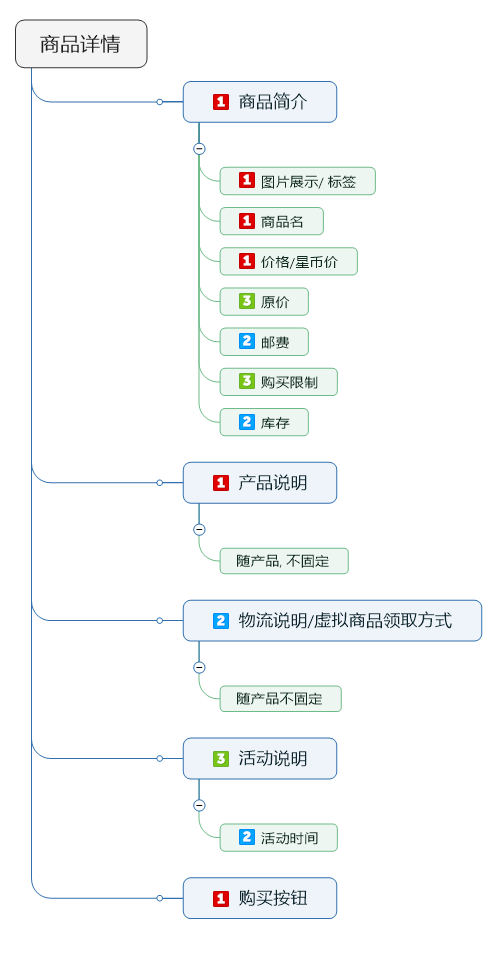 商品详情
1 商品简介
1 图片展示/ 标签
1 商品名
1 价格/星币价
3 原价
2 邮费
3 购买限制
2 库存
1 产品说明
随产品, 不固定
2 物流说明/虚拟商品领取方式
随产品不固定
3 活动说明
2 活动时间
1 购买按钮